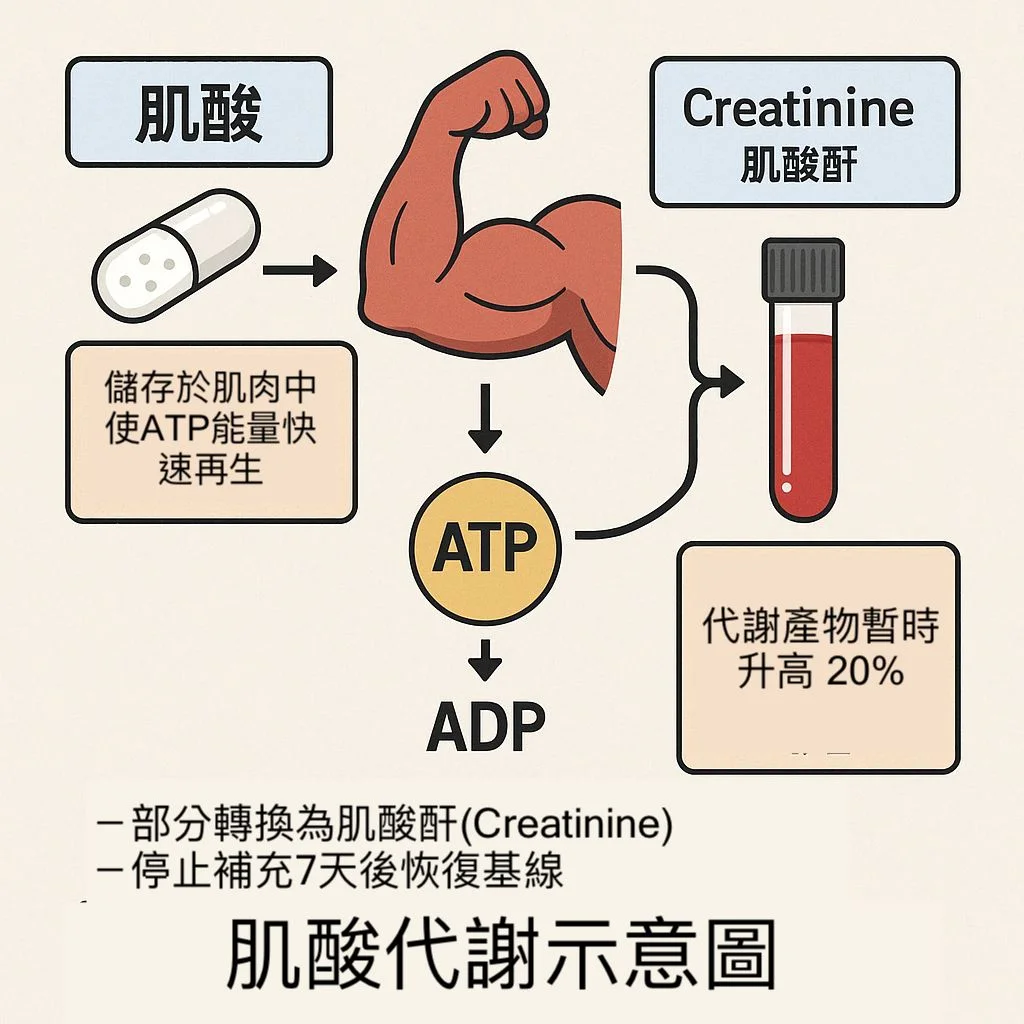 肌酸
Creatinine
肌酸酐
儲存於肌肉中
使ATP能量快
速再生
ATP
ADP
代謝產物暫時
升高 20%
－部分轉換為肌酸酐(Creatinine)
－停止補充7天後恢復基線
肌酸代謝示意圖